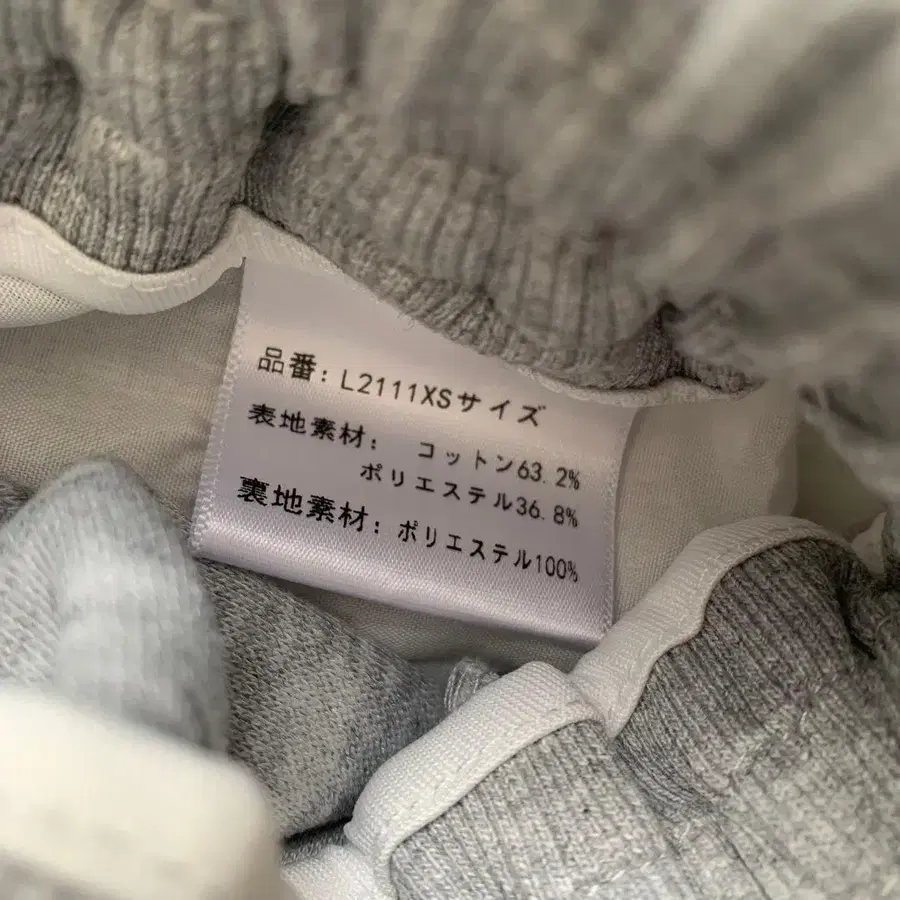 品番: L2111XSサイズ
表地素材: コットン63.2%
ポリエステル36.8%
裏地素材: ポリエステル100%